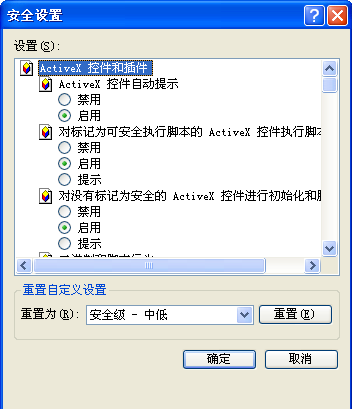 安全设置
设置(S):
ActiveX 控件和插件
ActiveX 控件自动提示
禁用
启用
对标记为可安全执行脚本的 ActiveX 控件执行脚本
禁用
启用
提示
对没有标记为安全的 ActiveX 控件进行初始化和
禁用
启用
提示
重置自定义设置
重置为(R):
安全级 - 中低
重置(E)
确定
取消